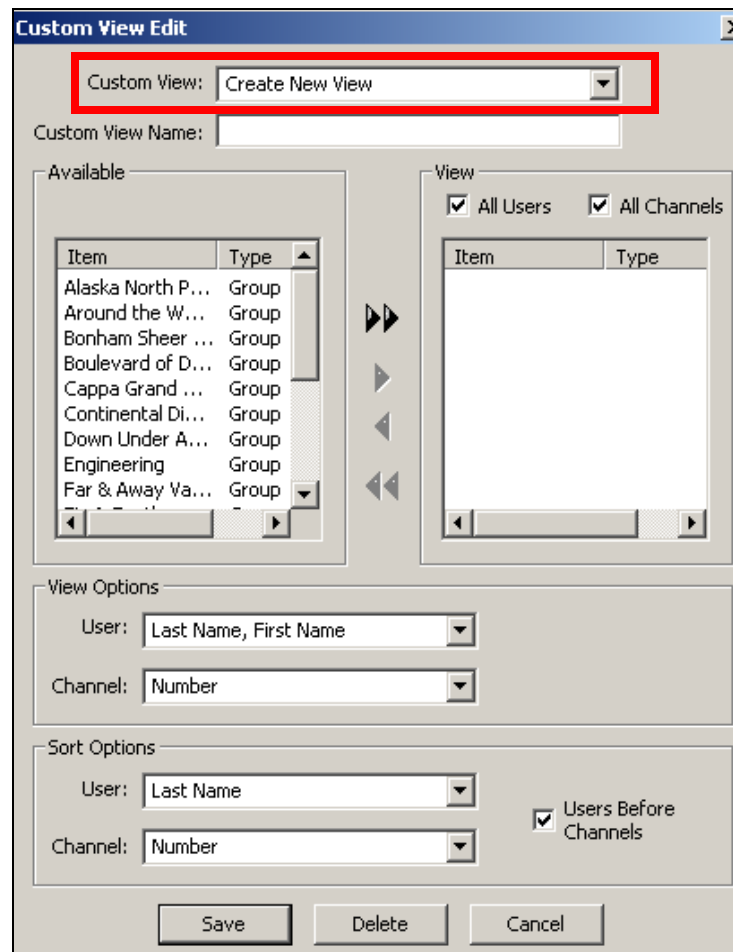 Custom View Edit
Custom View: Create New View
Custom View Name:
Available
Item Type
Alaska North P... Group
Around the W... Group
Bonham Sheer ... Group
Boulevard of D... Group
Cappa Grand ... Group
Continental Di... Group
Down Under A... Group
Engineering Group
Far & Away Va... Group
View
All Users All Channels
Item Type
View Options
User: Last Name, First Name
Channel: Number
Sort Options
User: Last Name
Channel: Number
Users Before
Channels
Save Delete Cancel